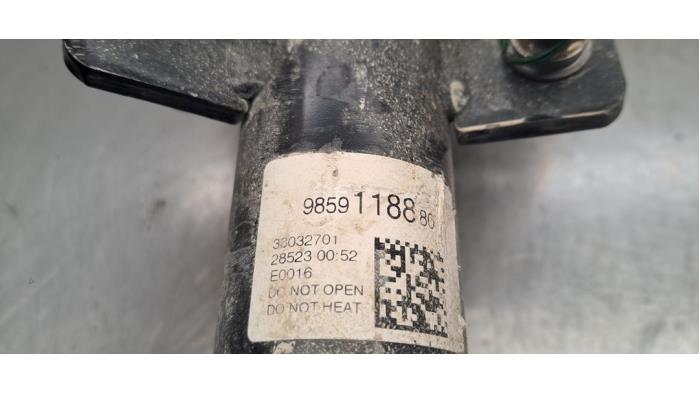 9859118880
33032701
28523 00:52
E0016
DO NOT OPEN
DO NOT HEAT